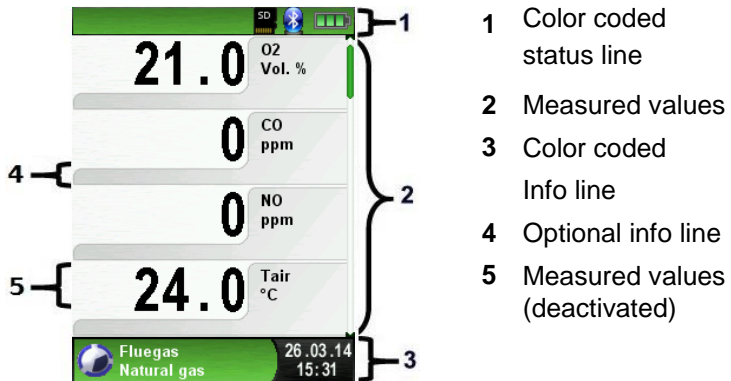 SD
1
21.0 O2
Vol. %
0 CO
ppm
4
0 NO
ppm
2
5
24.0 Tair
°C
Fluegas 26.03.14
Natural gas 15:31
3
1 Color coded
status line
2 Measured values
3 Color coded
Info line
4 Optional info line
5 Measured values
(deactivated)